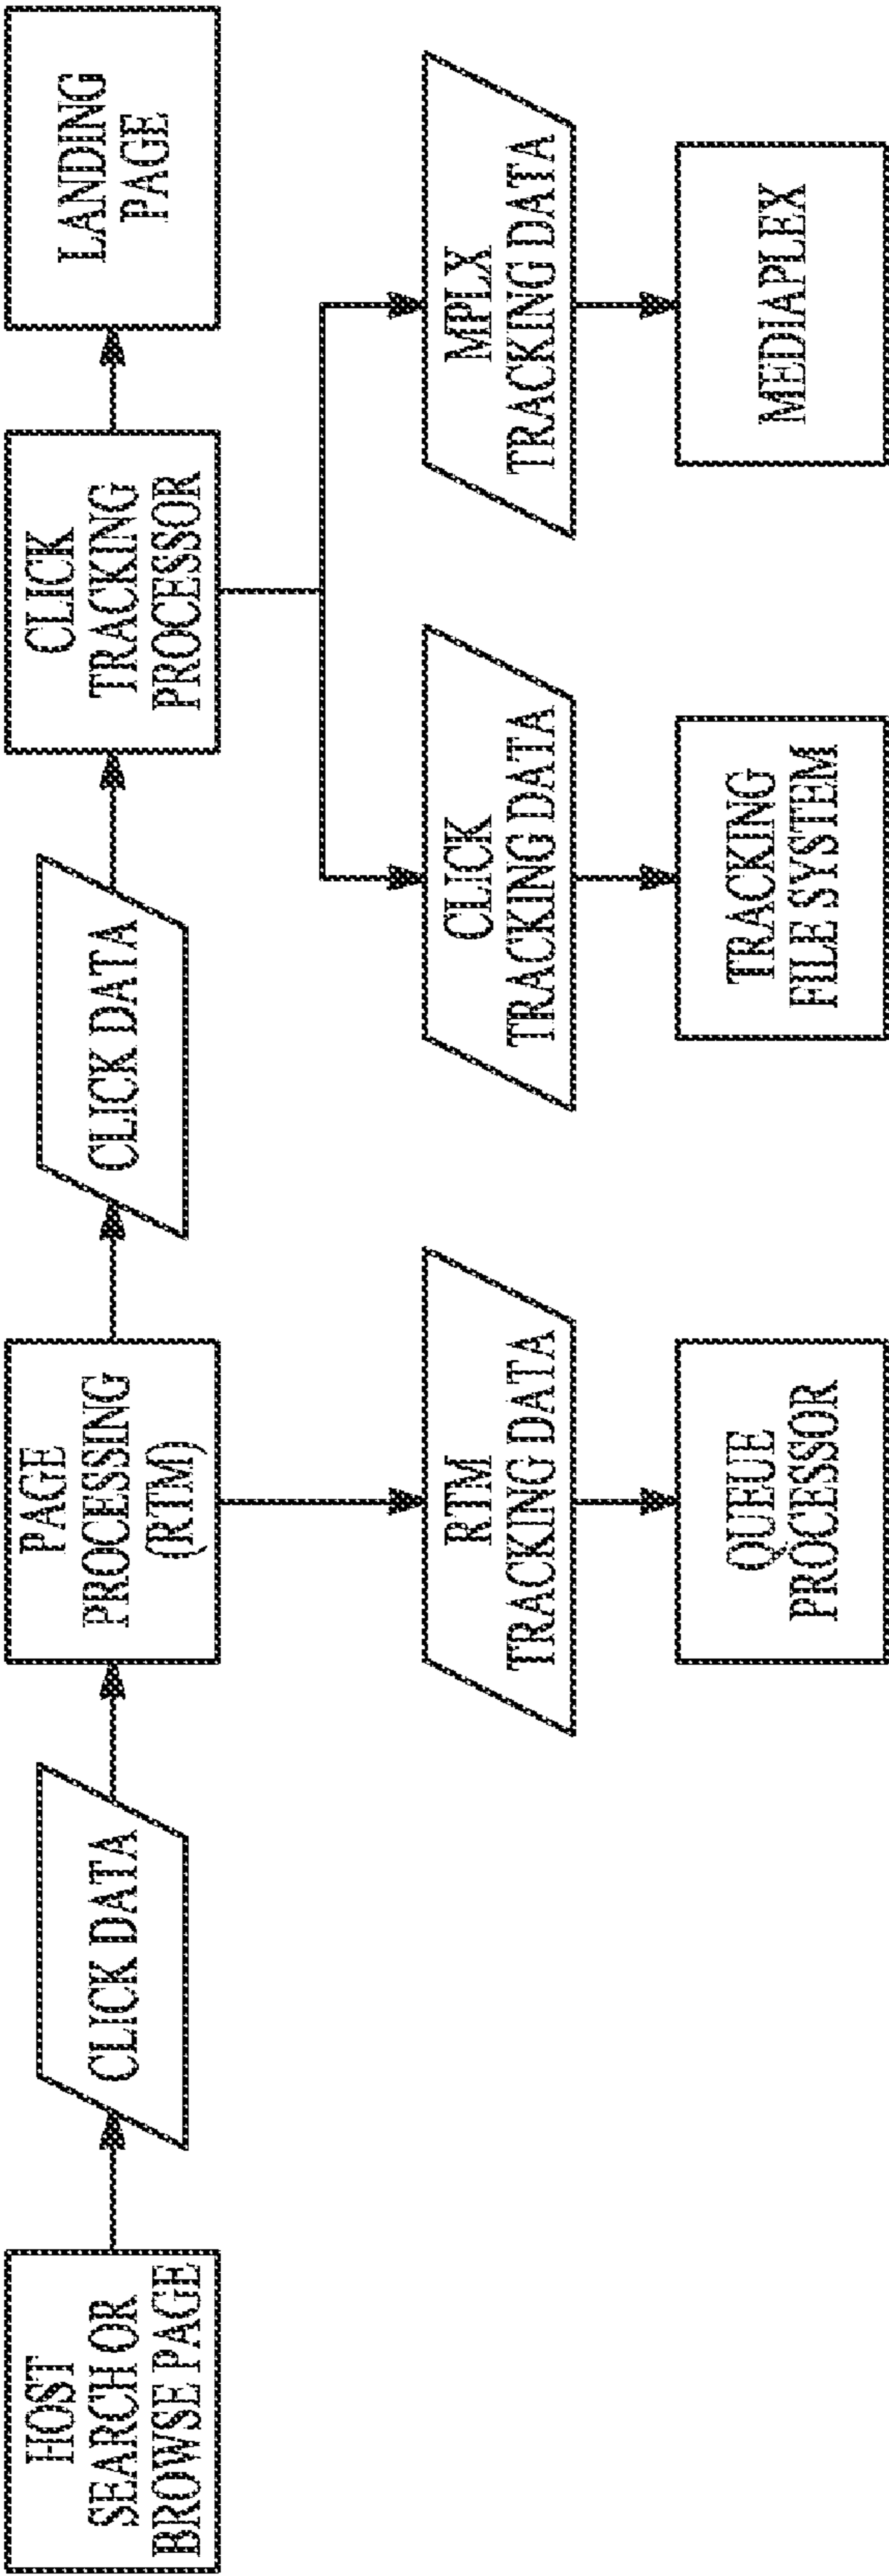 HOST
SEARCH OR
BROWSE PAGE
CLICK DATA
PAGE
PROCESSING
(RTM)
CLICK DATA
CLICK
TRACKING
PROCESSOR
LANDING
PAGE
RTM
TRACKING DATA
CLICK
TRACKING DATA
MPLX
TRACKING DATA
QUEUE
PROCESSOR
TRACKING
FILE SYSTEM
MEDIAPLEX